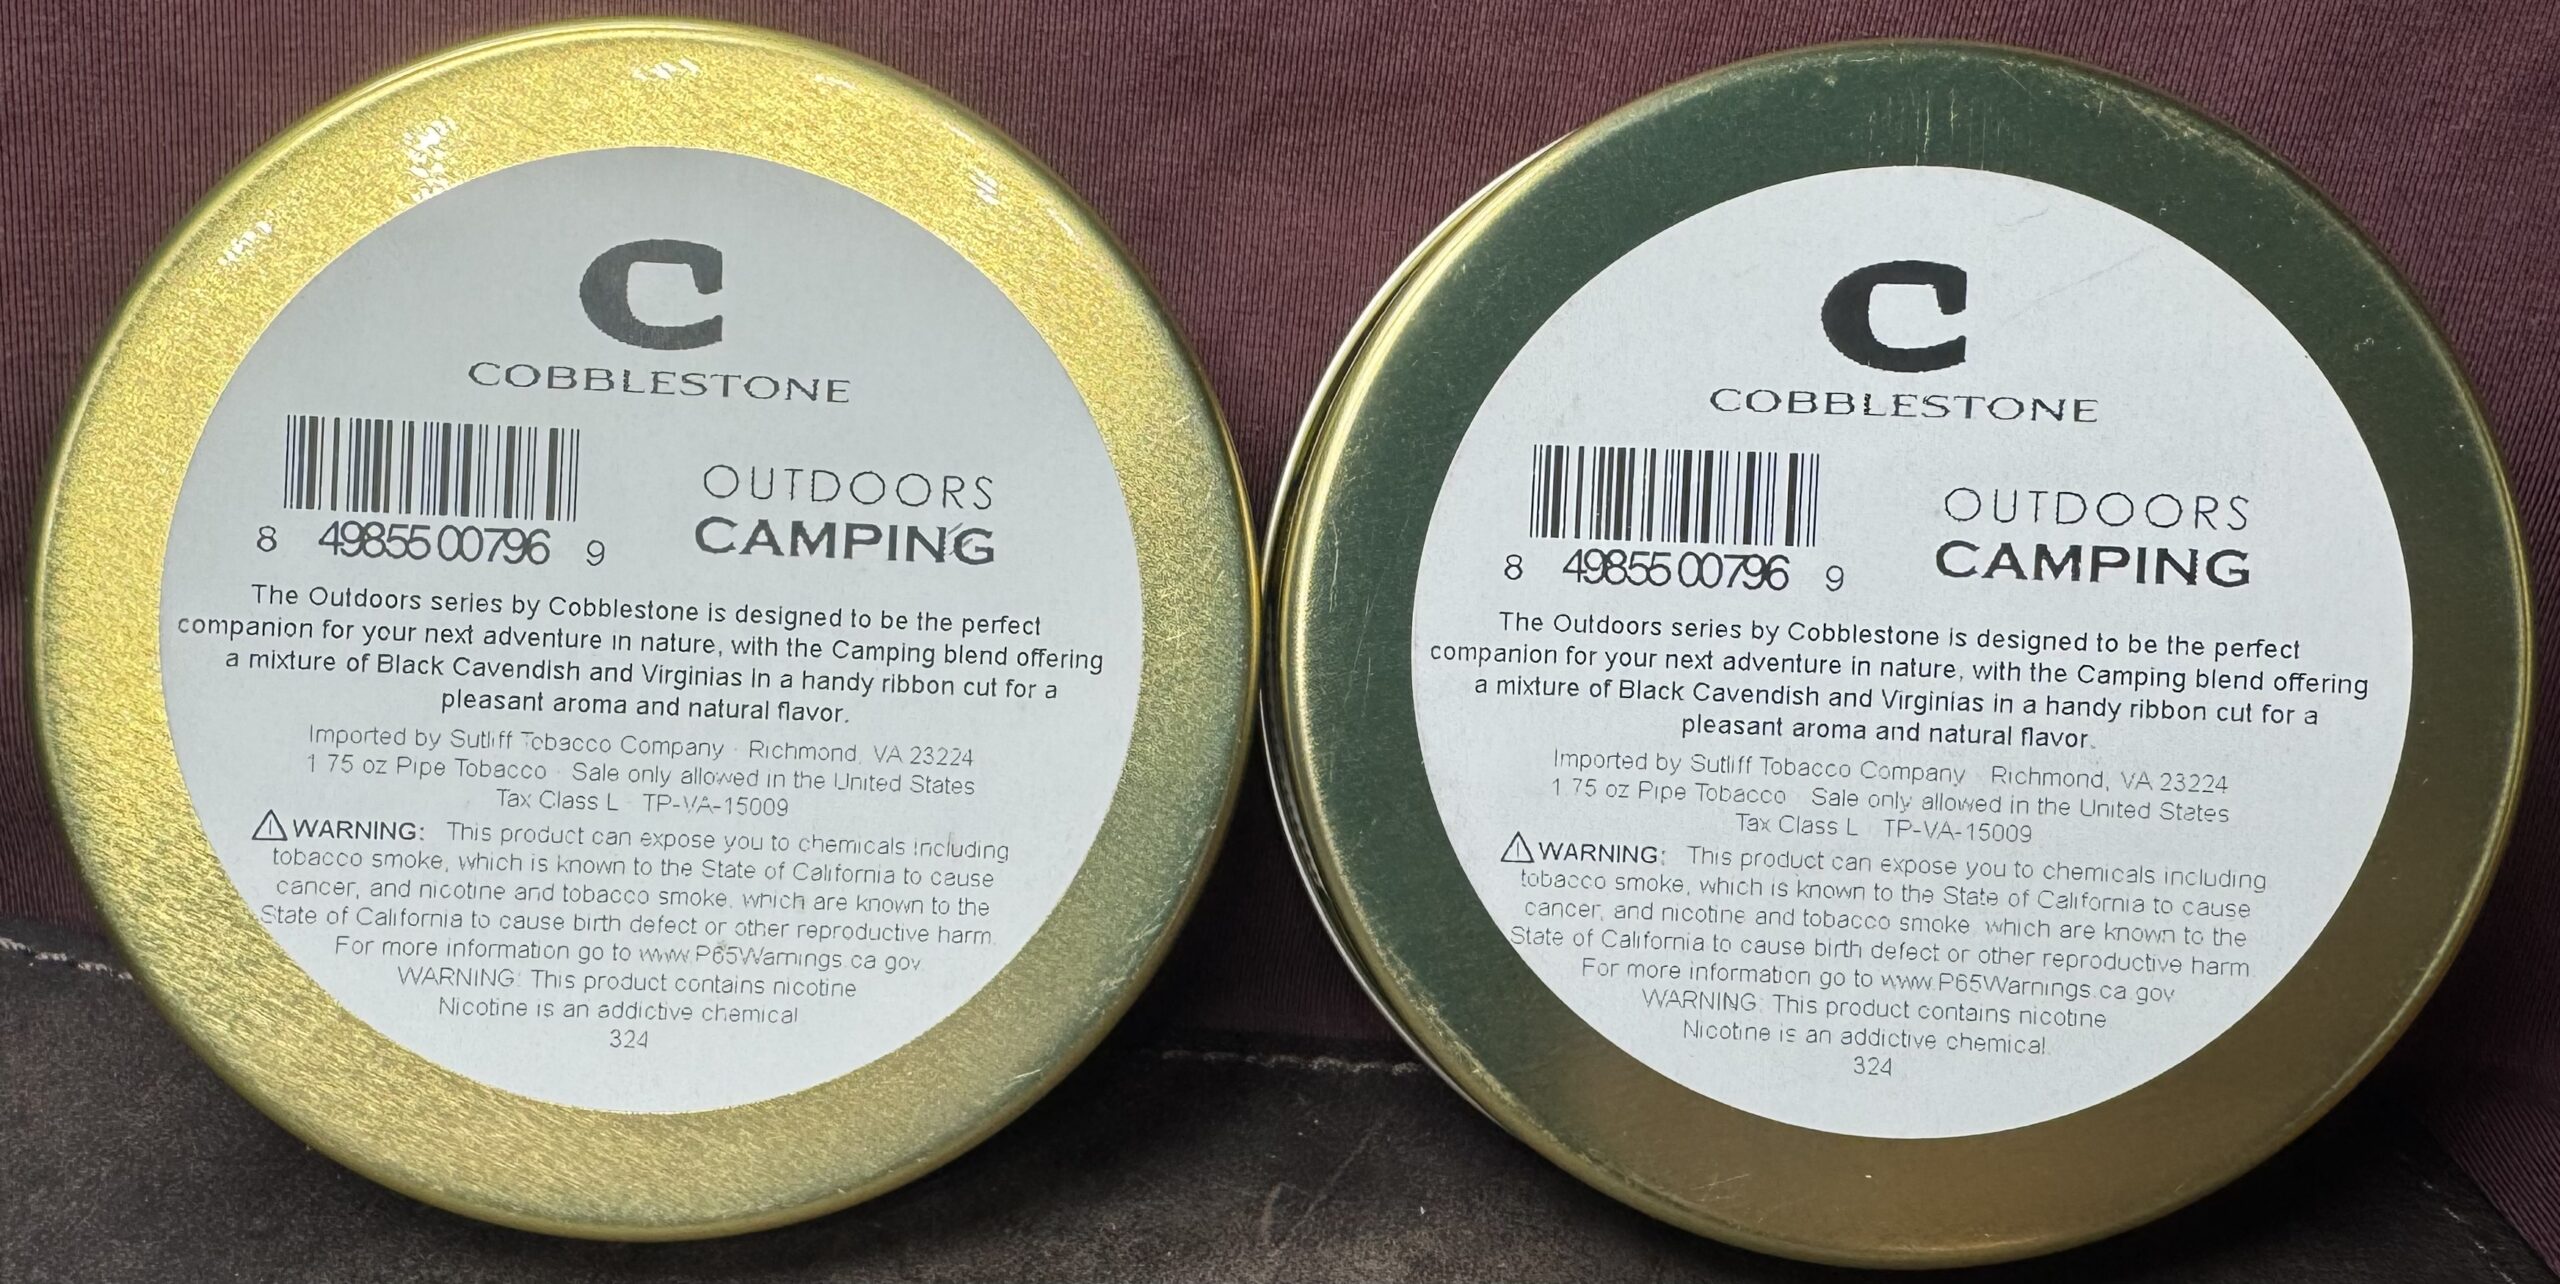 C
COBBLESTONE
8 49855 00796 9
OUTDOORS
CAMPING
The Outdoors series by Cobblestone is designed to be the perfect
companion for your next adventure in nature, with the Camping blend offering
a mixture of Black Cavendish and Virginias in a handy ribbon cut for a
pleasant aroma and natural flavor.
Imported by Sutliff Tobacco Company · Richmond, VA 23224
1.75 oz Pipe Tobacco · Sale only allowed in the United States
Tax Class L · TP-VA-15009
⚠WARNING: This product can expose you to chemicals including
tobacco smoke, which is known to the State of California to cause
cancer, and nicotine and tobacco smoke, which are known to the
State of California to cause birth defect or other reproductive harm.
For more information go to www.P65Warnings.ca.gov
WARNING: This product contains nicotine
Nicotine is an addictive chemical
324
C
COBBLESTONE
8 49855 00796 9
OUTDOORS
CAMPING
The Outdoors series by Cobblestone is designed to be the perfect
companion for your next adventure in nature, with the Camping blend offering
a mixture of Black Cavendish and Virginias in a handy ribbon cut for a
pleasant aroma and natural flavor.
Imported by Sutliff Tobacco Company · Richmond, VA 23224
1.75 oz Pipe Tobacco · Sale only allowed in the United States
Tax Class L · TP-VA-15009
⚠WARNING: This product can expose you to chemicals including
tobacco smoke, which is known to the State of California to cause
cancer, and nicotine and tobacco smoke, which are known to the
State of California to cause birth defect or other reproductive harm.
For more information go to www.P65Warnings.ca.gov
WARNING: This product contains nicotine
Nicotine is an addictive chemical.
324